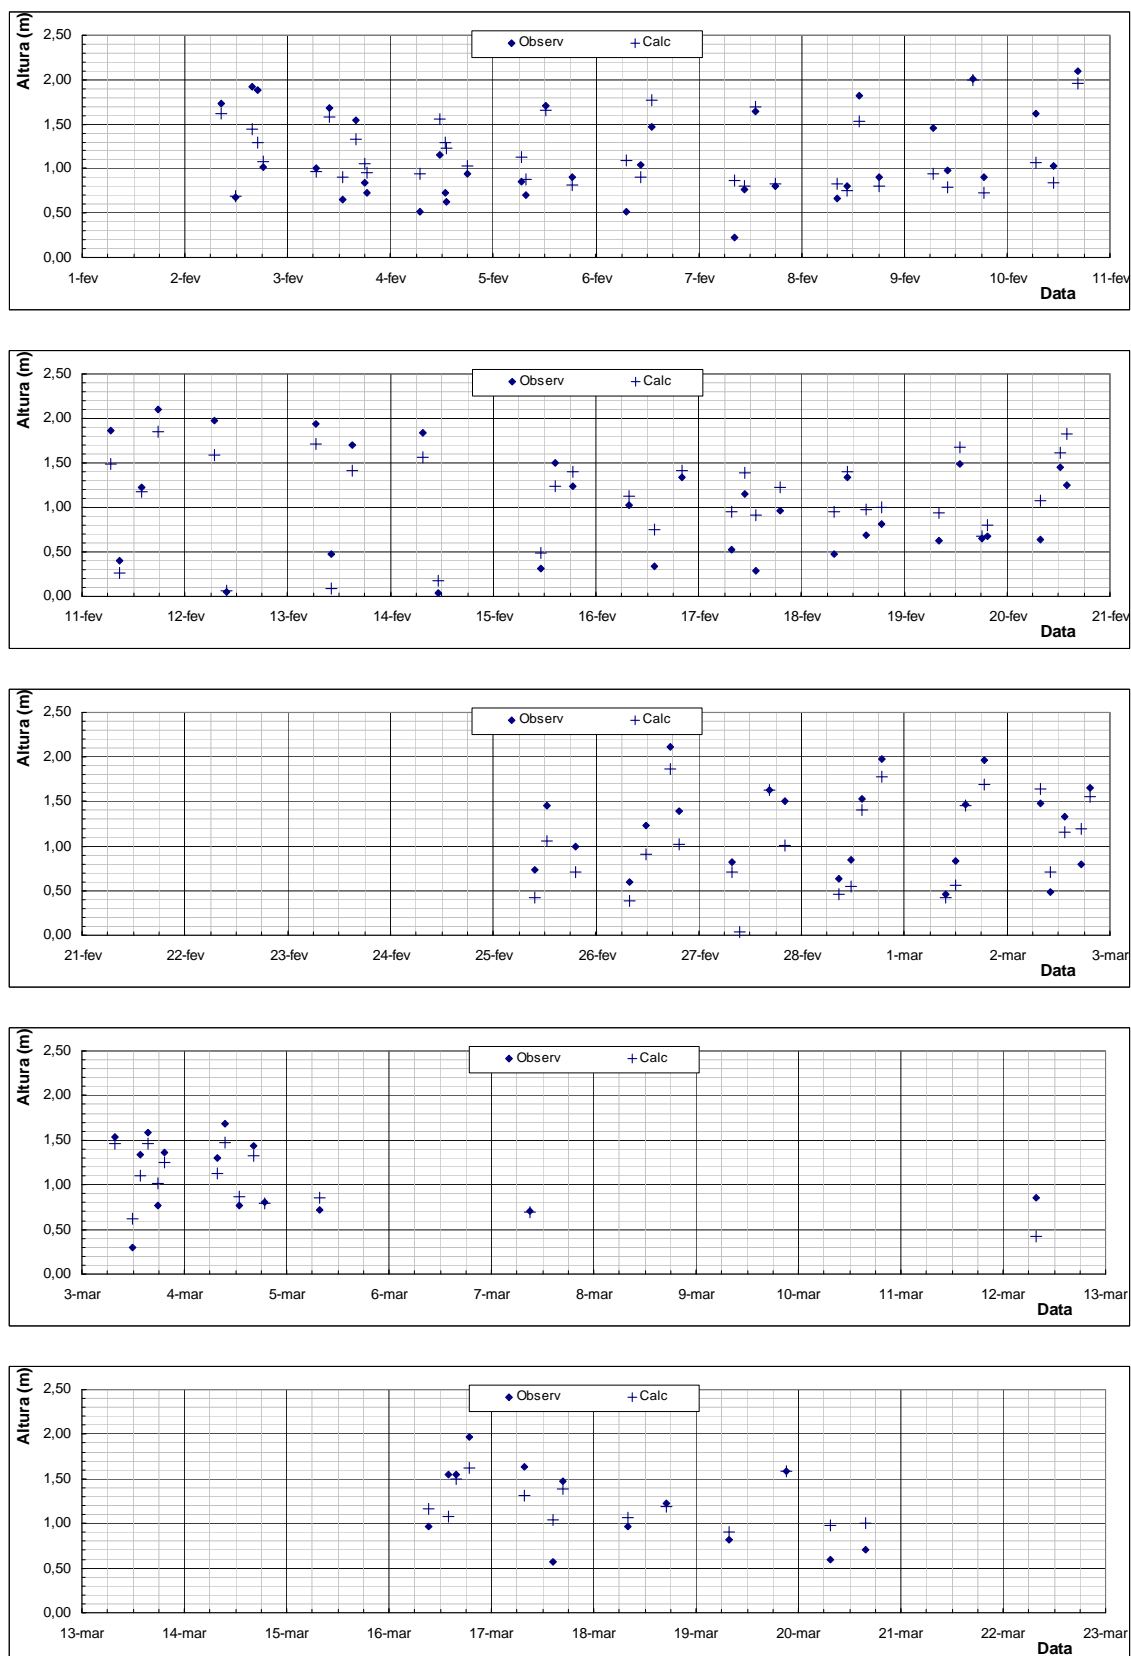 Altura (m)
Observ Calc
2,50
2,00
1,50
1,00
0,50
0,00
1-fev 2-fev 3-fev 4-fev 5-fev 6-fev 7-fev 8-fev 9-fev 10-fev 11-fev
Data
Altura (m)
Observ Calc
2,50
2,00
1,50
1,00
0,50
0,00
11-fev 12-fev 13-fev 14-fev 15-fev 16-fev 17-fev 18-fev 19-fev 20-fev 21-fev
Data
Altura (m)
Observ Calc
2,50
2,00
1,50
1,00
0,50
0,00
21-fev 22-fev 23-fev 24-fev 25-fev 26-fev 27-fev 28-fev 1-mar 2-mar 3-mar
Data
Altura (m)
Observ Calc
2,50
2,00
1,50
1,00
0,50
0,00
3-mar 4-mar 5-mar 6-mar 7-mar 8-mar 9-mar 10-mar 11-mar 12-mar 13-mar
Data
Altura (m)
Observ Calc
2,50
2,00
1,50
1,00
0,50
0,00
13-mar 14-mar 15-mar 16-mar 17-mar 18-mar 19-mar 20-mar 21-mar 22-mar 23-mar
Data